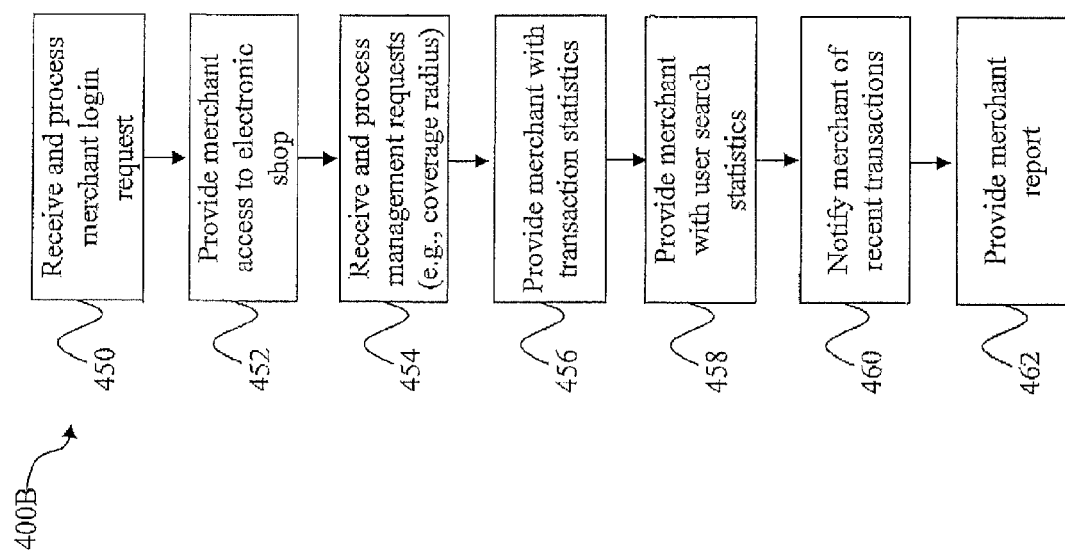 400B
450
Receive and process
merchant login
request
452
Provide merchant
access to electronic
shop
454
Receive and process
management requests
(e.g., coverage radius)
456
Provide merchant with
transaction statistics
458
Provide merchant
with user search
statistics
460
Notify merchant of
recent transactions
462
Provide merchant
report